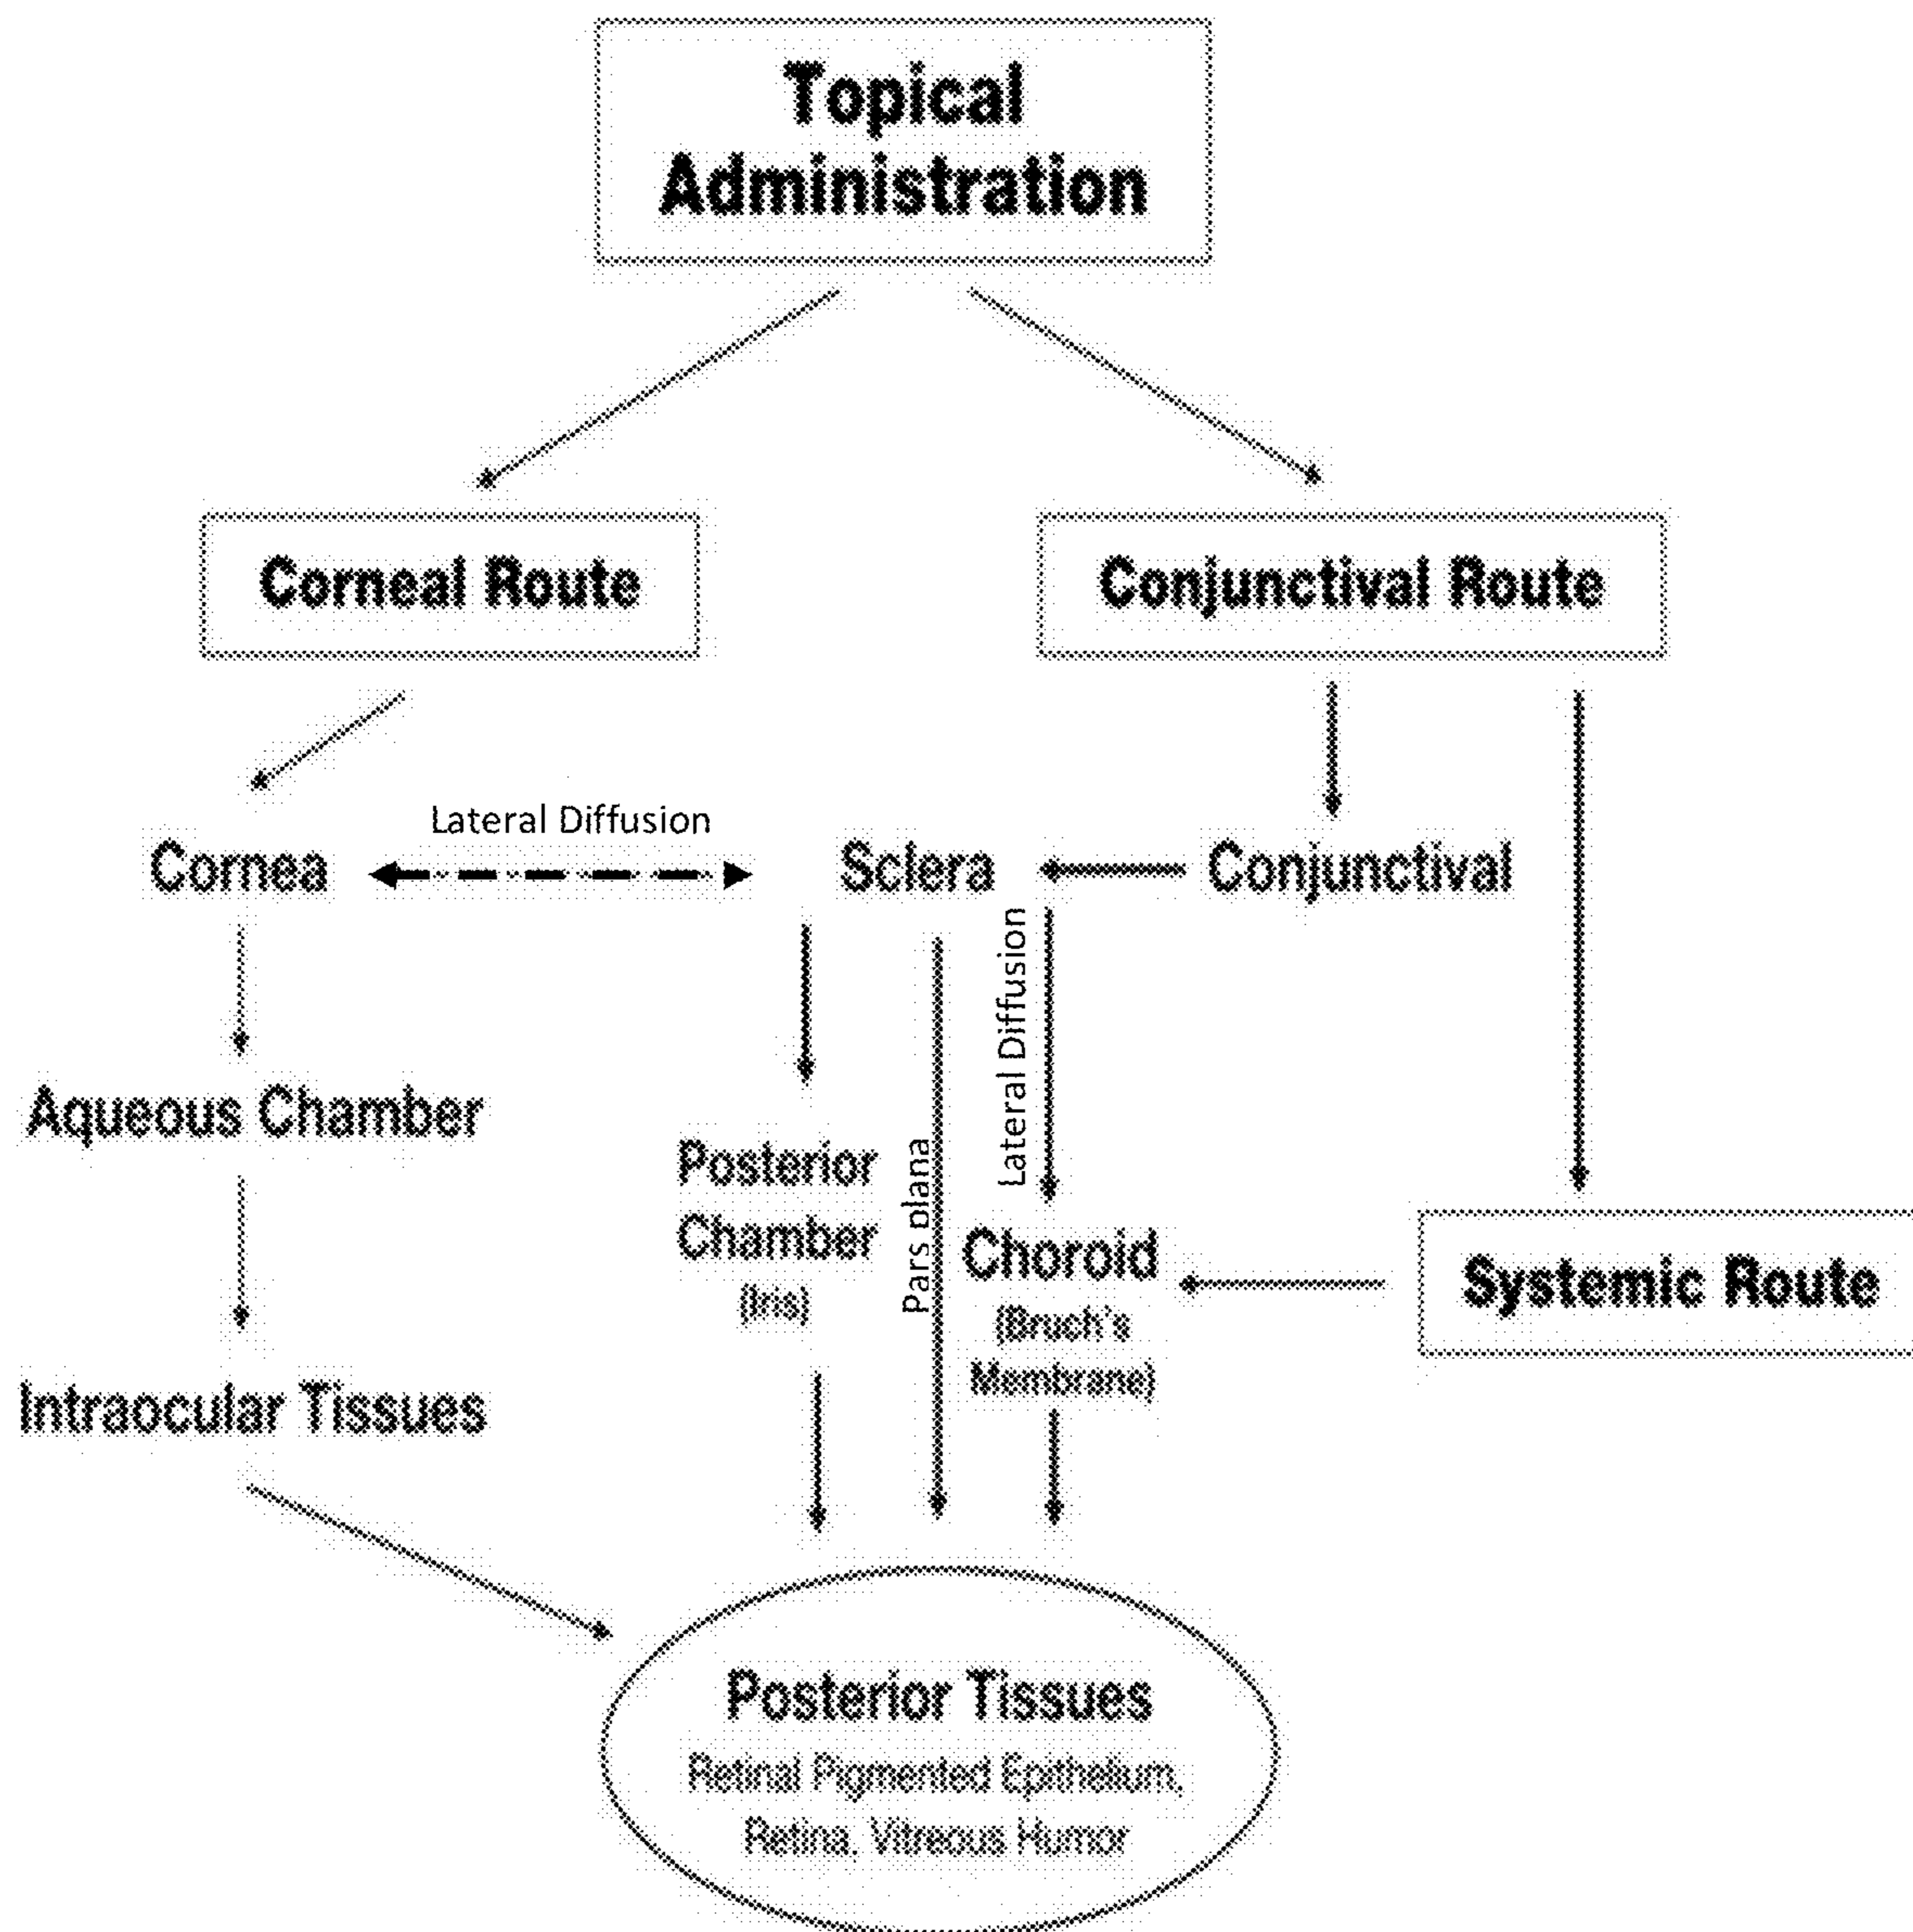 Topical
Administration
Corneal Route
Conjunctival Route
Lateral Diffusion
Cornea
Sclera
Conjunctival
Lateral Diffusion
Aqueous Chamber
Posterior
Chamber
(Iris)
Pars plana
Choroid
(Bruch's
Membrane)
Systemic Route
Intraocular Tissues
Posterior Tissues
Retinal Pigmented Epithelium,
Retina, Vitreous Humor